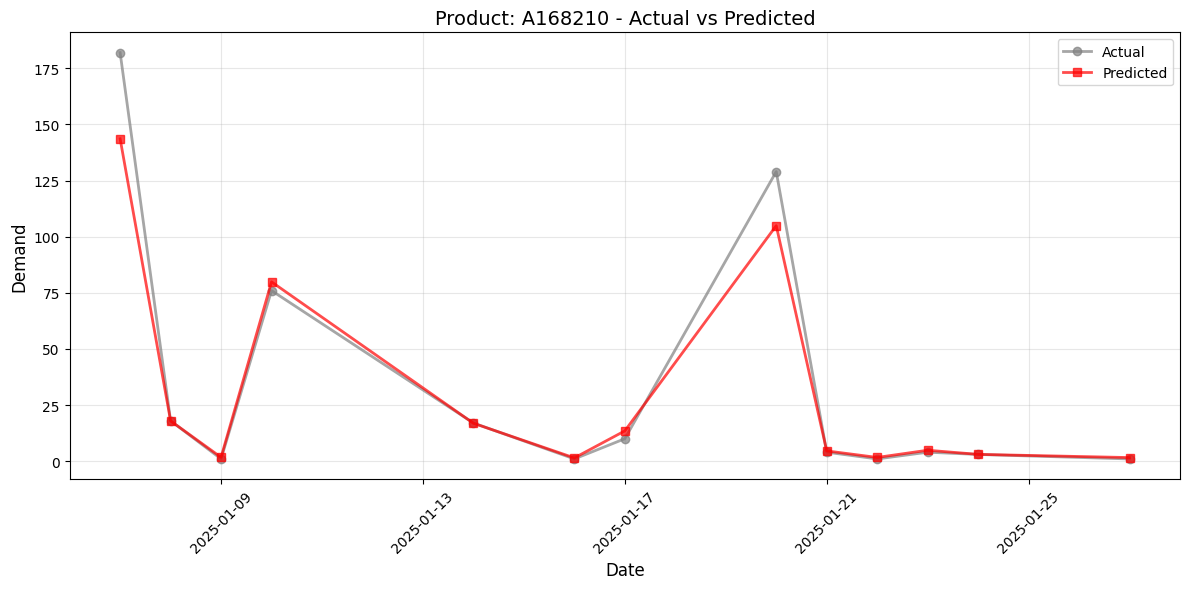 Product: A168210 - Actual vs Predicted
Actual
Predicted
Demand
175
150
125
100
75
50
25
0
2025-01-09
2025-01-13
2025-01-17
2025-01-21
2025-01-25
Date